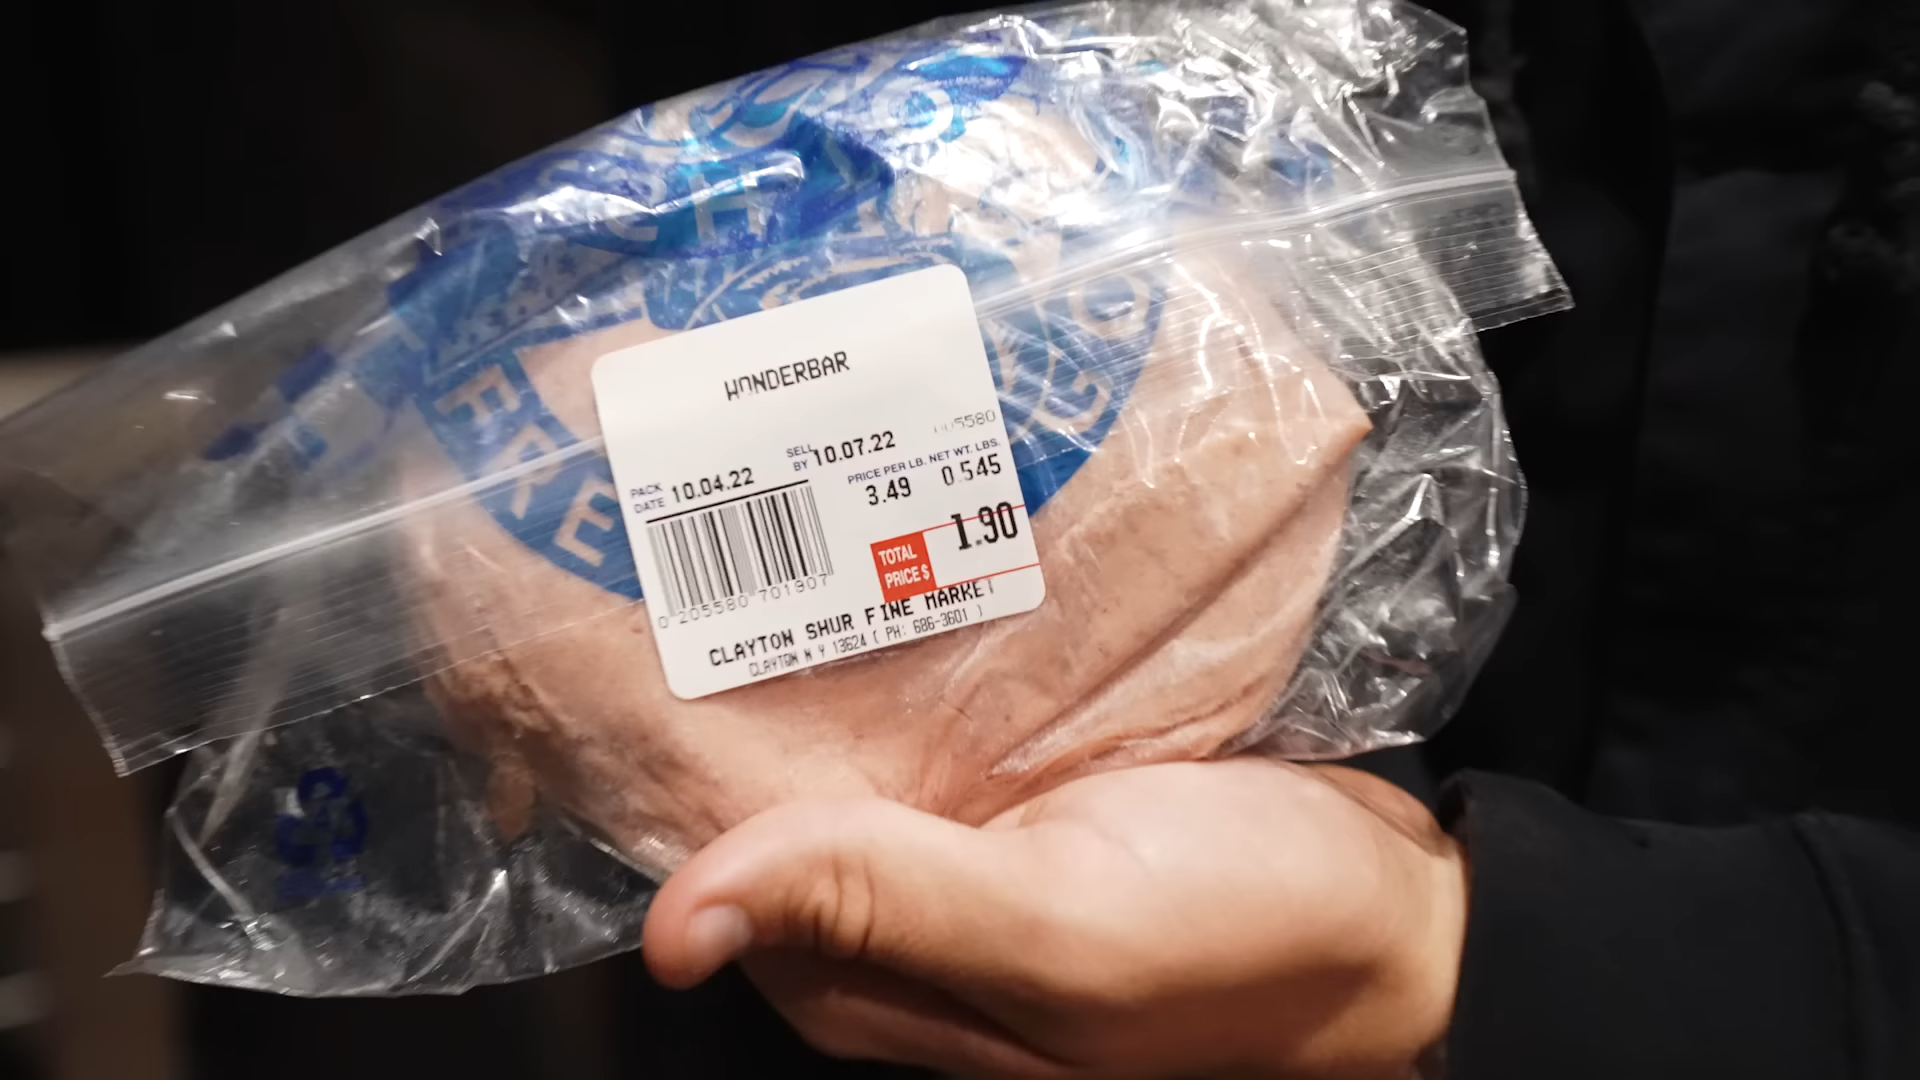 WONDERBAR
005580
PACK DATE 10.04.22
SELL BY 10.07.22
PRICE PER LB. NET WT. LBS.
3.49 0.545
TOTAL PRICE $ 1.90
0 205580 701907
CLAYTON SHUR FINE MARKET
CLAYTON N Y 13624 ( PH: 686-3601 )